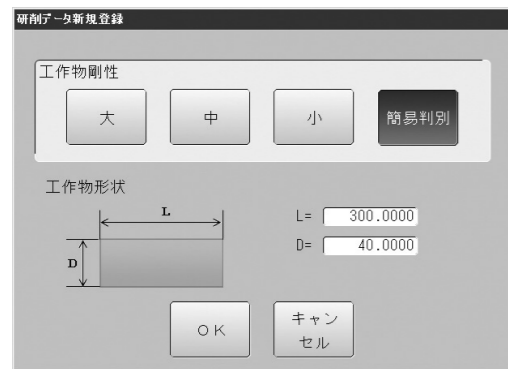 研削データ新規登録
工作物剛性
大 中 小 簡易判別
工作物形状
L
L= 300.0000
D= 40.0000
D
OK
キャン
セル